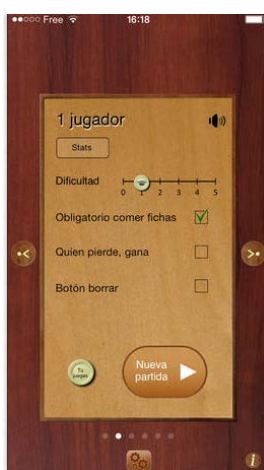 Free 16:18
1 jugador
Stats
Dificultad
0 1 2 3 4 5
Obligatorio comer fichas
Quien pierde, gana
Botón borrar
Tú
juegas
Nueva
partida
i